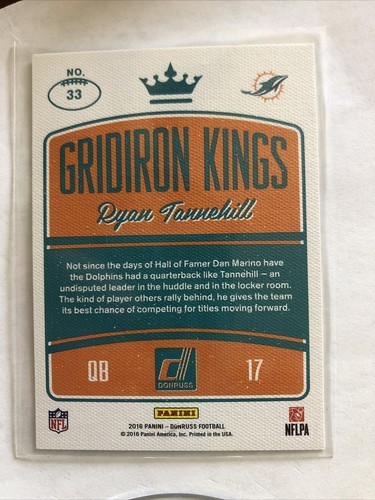 NO.
33
GRIDIRON KINGS
Ryan Tannehill
Not since the days of Hall of Famer Dan Marino have
the Dolphins had a quarterback like Tannehill – an
undisputed leader in the huddle and in the locker room.
The kind of player others rally behind, he gives the team
its best chance of competing for titles moving forward.
QB
DONRUSS
17
NFL
PANINI
NFLPA
2016 PANINI – DONRUSS FOOTBALL
© 2016 Panini America, Inc. Printed in the USA.